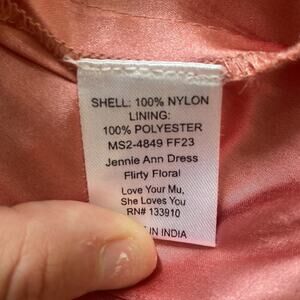 SHELL: 100% NYLON
LINING:
100% POLYESTER
MS2-4849 FF23
Jennie Ann Dress
Flirty Floral
Love Your Mu,
She Loves You
RN# 133910
IN INDIA